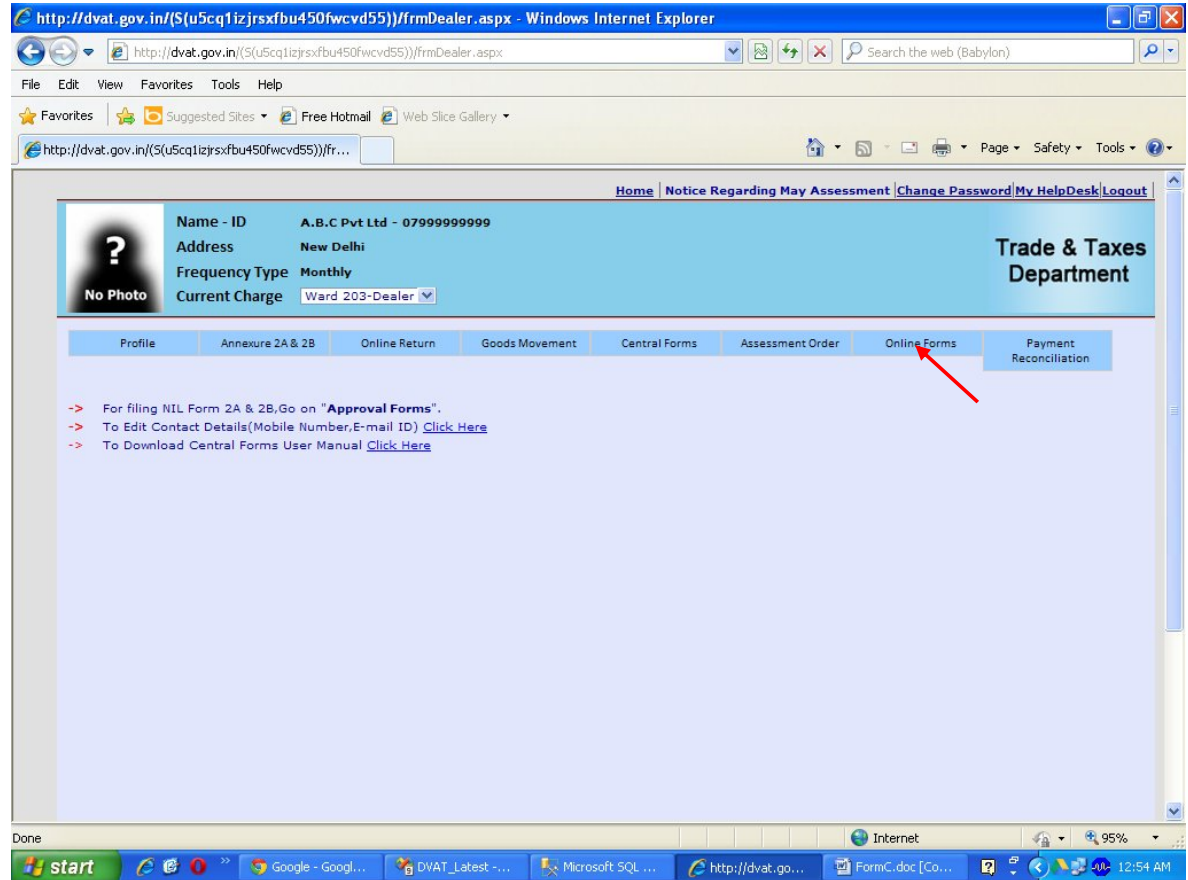 http://dvat.gov.in/(S(u5cq1izjrsxfbu450fwcvd55))/frmDealer.aspx - Windows Internet Explorer
http://dvat.gov.in/(S(u5cq1izjrsxfbu450fwcvd55))/frmDealer.aspx Search the web (Babylon)
File Edit View Favorites Tools Help
Favorites Suggested Sites Free Hotmail Web Slice Gallery
http://dvat.gov.in/(S(u5cq1izjrsxfbu450fwcvd55))/fr... Page Safety Tools
Home | Notice Regarding May Assessment |Change Password|My HelpDesk|Logout |
Name - ID A.B.C Pvt Ltd - 07999999999
Address New Delhi
Frequency Type Monthly
Current Charge Ward 203-Dealer
? No Photo
Trade & Taxes
Department
Profile Annexure 2A& 2B Online Return Goods Movement Central Forms Assessment Order Online Forms Payment
Reconciliation
-> For filing NIL Form 2A & 2B,Go on "Approval Forms".
-> To Edit Contact Details(Mobile Number,E-mail ID) Click Here
-> To Download Central Forms User Manual Click Here
Done Internet 95%
start Google - Googl... DVAT_Latest -... Microsoft SQL ... http://dvat.go... FormC.doc [Co... 12:54 AM